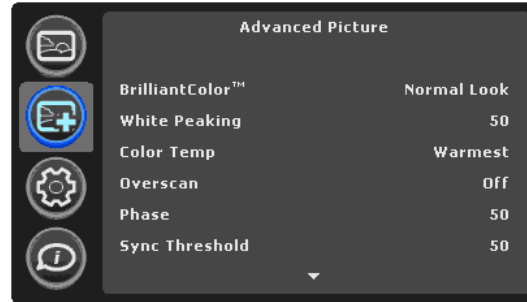 Advanced Picture
BrilliantColor™ Normal Look
White Peaking 50
Color Temp Warmest
Overscan Off
Phase 50
Sync Threshold 50